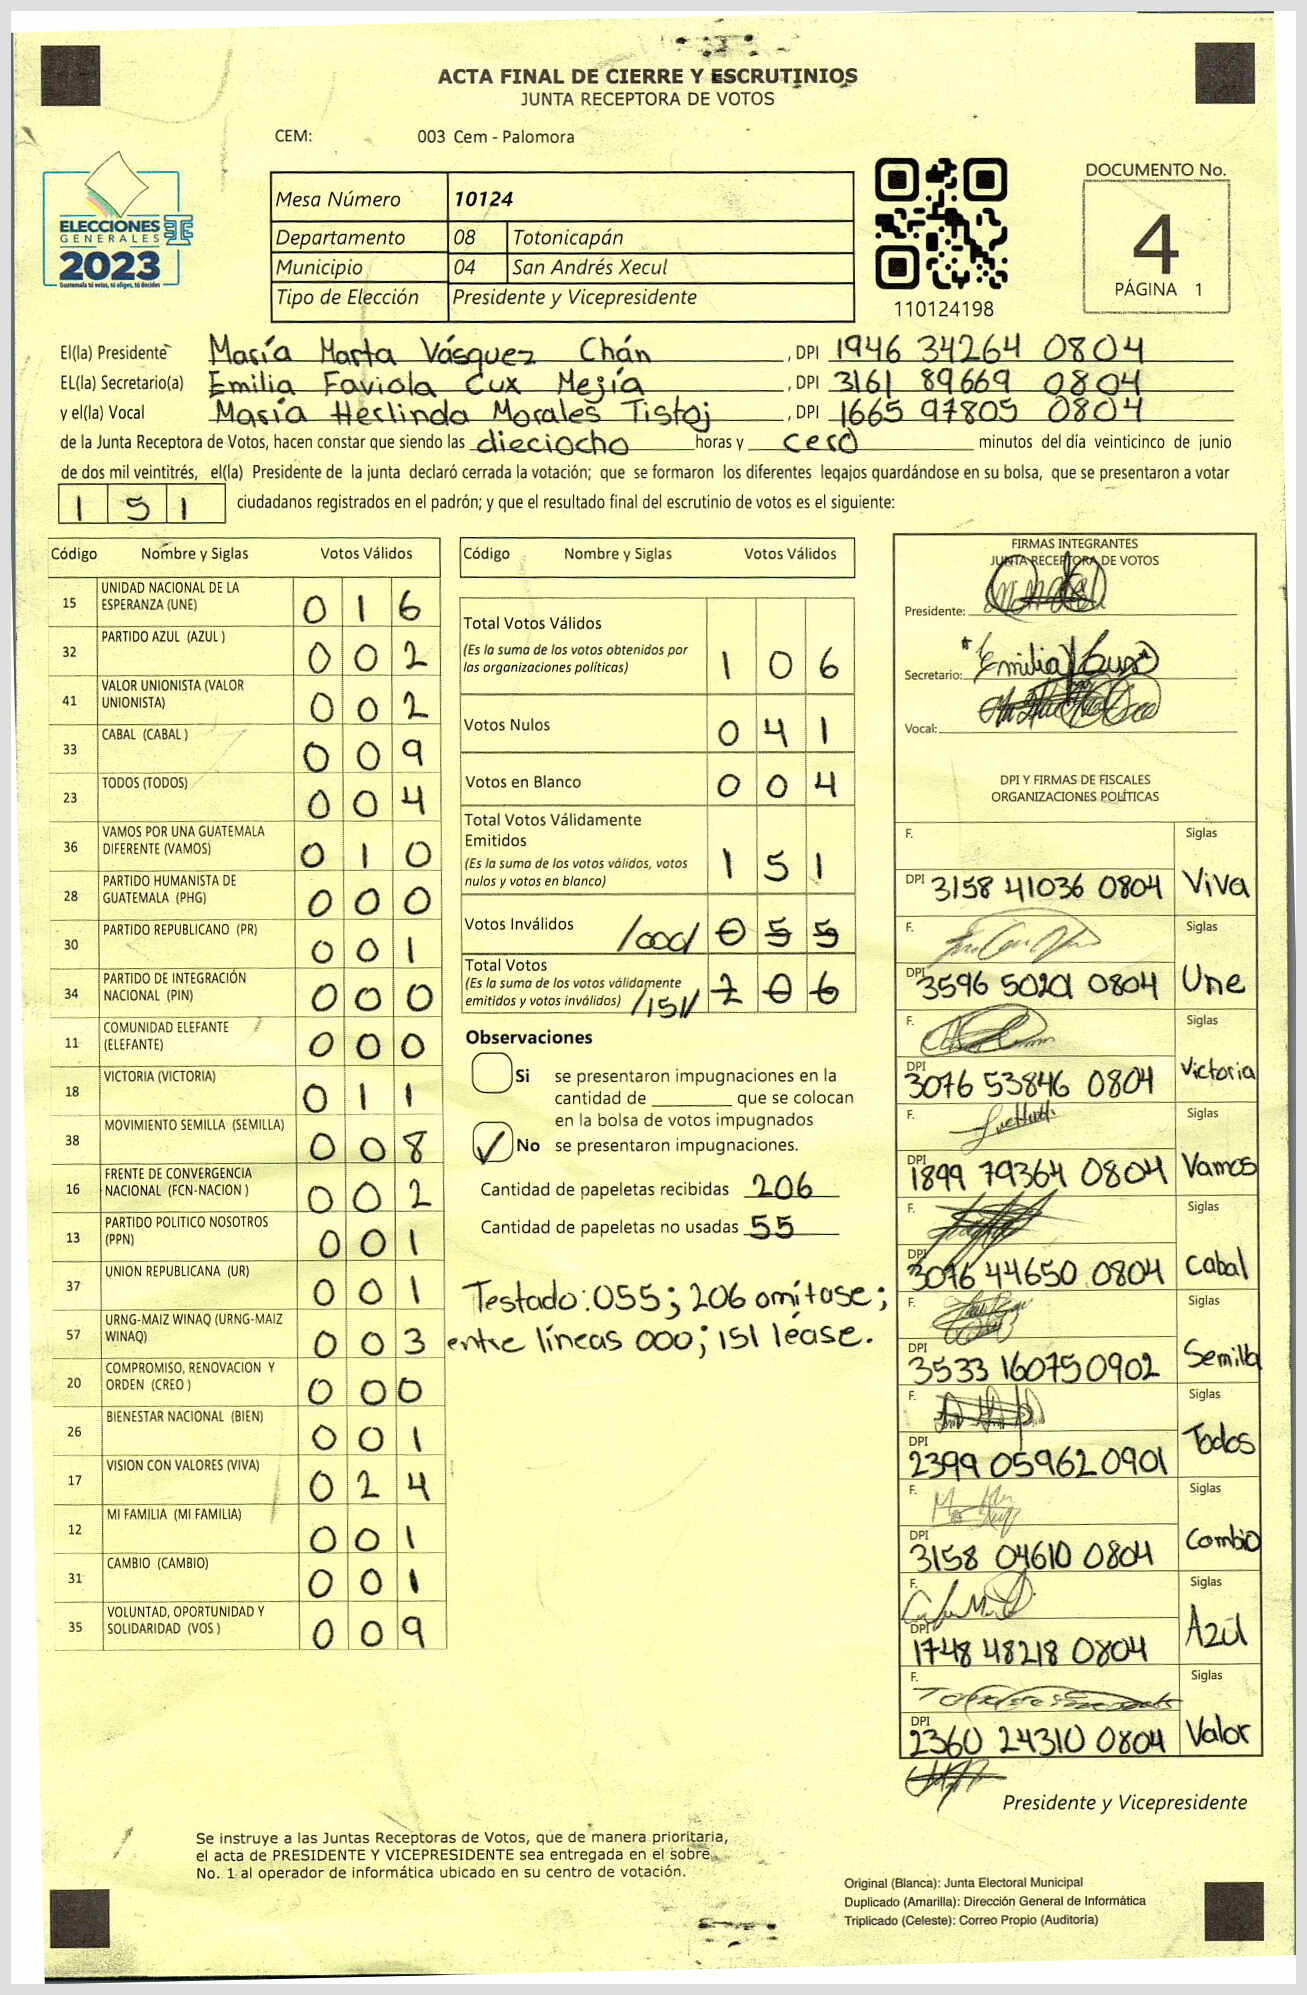 ACTA FINAL DE CIERRE Y ESCRUTINIOS
JUNTA RECEPTORA DE VOTOS
CEM: 003 Cem - Palomora
ELECCIONES
GENERALES
2023
Guatemala tú votas, tú eliges, tú decides
Mesa Número 10124
Departamento 08 Totonicapán
Municipio 04 San Andrés Xecul
Tipo de Elección Presidente y Vicepresidente
110124198
DOCUMENTO No.
4
PÁGINA 1
El(la) Presidente María Marta Vásquez Chán, DPI 1946 34264 0804
EL(la) Secretario(a) Emilia Faviola Cux Mejía, DPI 3161 89669 0804
y el(la) Vocal María Herlinda Morales Tistoj, DPI 1665 97805 0804
de la Junta Receptora de Votos, hacen constar que siendo las dieciocho horas y cero minutos del día veinticinco de junio
de dos mil veintitrés, el(la) Presidente de la junta declaró cerrada la votación; que se formaron los diferentes legajos guardándose en su bolsa, que se presentaron a votar
1 5 1 ciudadanos registrados en el padrón; y que el resultado final del escrutinio de votos es el siguiente:
Código Nombre y Siglas Votos Válidos
15 UNIDAD NACIONAL DE LA ESPERANZA (UNE) 0 1 6
32 PARTIDO AZUL (AZUL ) 0 0 2
41 VALOR UNIONISTA (VALOR UNIONISTA) 0 0 2
33 CABAL (CABAL ) 0 0 9
23 TODOS (TODOS) 0 0 4
36 VAMOS POR UNA GUATEMALA DIFERENTE (VAMOS) 0 1 0
28 PARTIDO HUMANISTA DE GUATEMALA (PHG) 0 0 0
30 PARTIDO REPUBLICANO (PR) 0 0 1
34 PARTIDO DE INTEGRACIÓN NACIONAL (PIN) 0 0 0
11 COMUNIDAD ELEFANTE (ELEFANTE) 0 0 0
18 VICTORIA (VICTORIA) 0 1 1
38 MOVIMIENTO SEMILLA (SEMILLA) 0 0 8
16 FRENTE DE CONVERGENCIA NACIONAL (FCN-NACION ) 0 0 2
13 PARTIDO POLITICO NOSOTROS (PPN) 0 0 1
37 UNION REPUBLICANA (UR) 0 0 1
57 URNG-MAIZ WINAQ (URNG-MAIZ WINAQ) 0 0 3
20 COMPROMISO, RENOVACION Y ORDEN (CREO ) 0 0 0
26 BIENESTAR NACIONAL (BIEN) 0 0 1
17 VISION CON VALORES (VIVA) 0 2 4
12 MI FAMILIA (MI FAMILIA) 0 0 1
31 CAMBIO (CAMBIO) 0 0 1
35 VOLUNTAD, OPORTUNIDAD Y SOLIDARIDAD (VOS ) 0 0 9
Código Nombre y Siglas Votos Válidos
Total Votos Válidos
(Es la suma de los votos obtenidos por
las organizaciones políticas) 1 0 6
Votos Nulos 0 4 1
Votos en Blanco 0 0 4
Total Votos Válidamente
Emitidos
(Es la suma de los votos válidos, votos
nulos y votos en blanco) 1 5 1
Votos Inválidos /000/ 0 5 5
Total Votos
(Es la suma de los votos válidamente
emitidos y votos inválidos) /151/ 2 0 6
Observaciones
Si se presentaron impugnaciones en la
cantidad de ________ que se colocan
en la bolsa de votos impugnados
No se presentaron impugnaciones.
Cantidad de papeletas recibidas 206
Cantidad de papeletas no usadas 55
Testado: 055; 206 omítase;
entre líneas 000; 151 léase.
FIRMAS INTEGRANTES
JUNTA RECEPTORA DE VOTOS
Presidente:
Secretario: Emilia
Vocal:
DPI Y FIRMAS DE FISCALES
ORGANIZACIONES POLÍTICAS
F. Siglas
DPI 3158 41036 0804 Viva
F. Siglas
DPI 3596 50201 0804 Une
F. Siglas
DPI 3076 53846 0804 Victoria
F. Siglas
DPI 1899 79364 0804 Vamos
F. Siglas
DPI 3076 44650 0804 Cabal
F. Siglas
DPI 3533 16075 0902 Semilla
F. Siglas
DPI 2399 05962 0901 Todos
F. Siglas
DPI 3158 04610 0804 Cambio
F. Siglas
DPI 1748 48218 0804 Azul
F. Siglas
DPI 2360 24310 0804 Valor
Presidente y Vicepresidente
Se instruye a las Juntas Receptoras de Votos, que de manera prioritaria,
el acta de PRESIDENTE Y VICEPRESIDENTE sea entregada en el sobre
No. 1 al operador de informática ubicado en su centro de votación.
Original (Blanca): Junta Electoral Municipal
Duplicado (Amarilla): Dirección General de Informática
Triplicado (Celeste): Correo Propio (Auditoría)